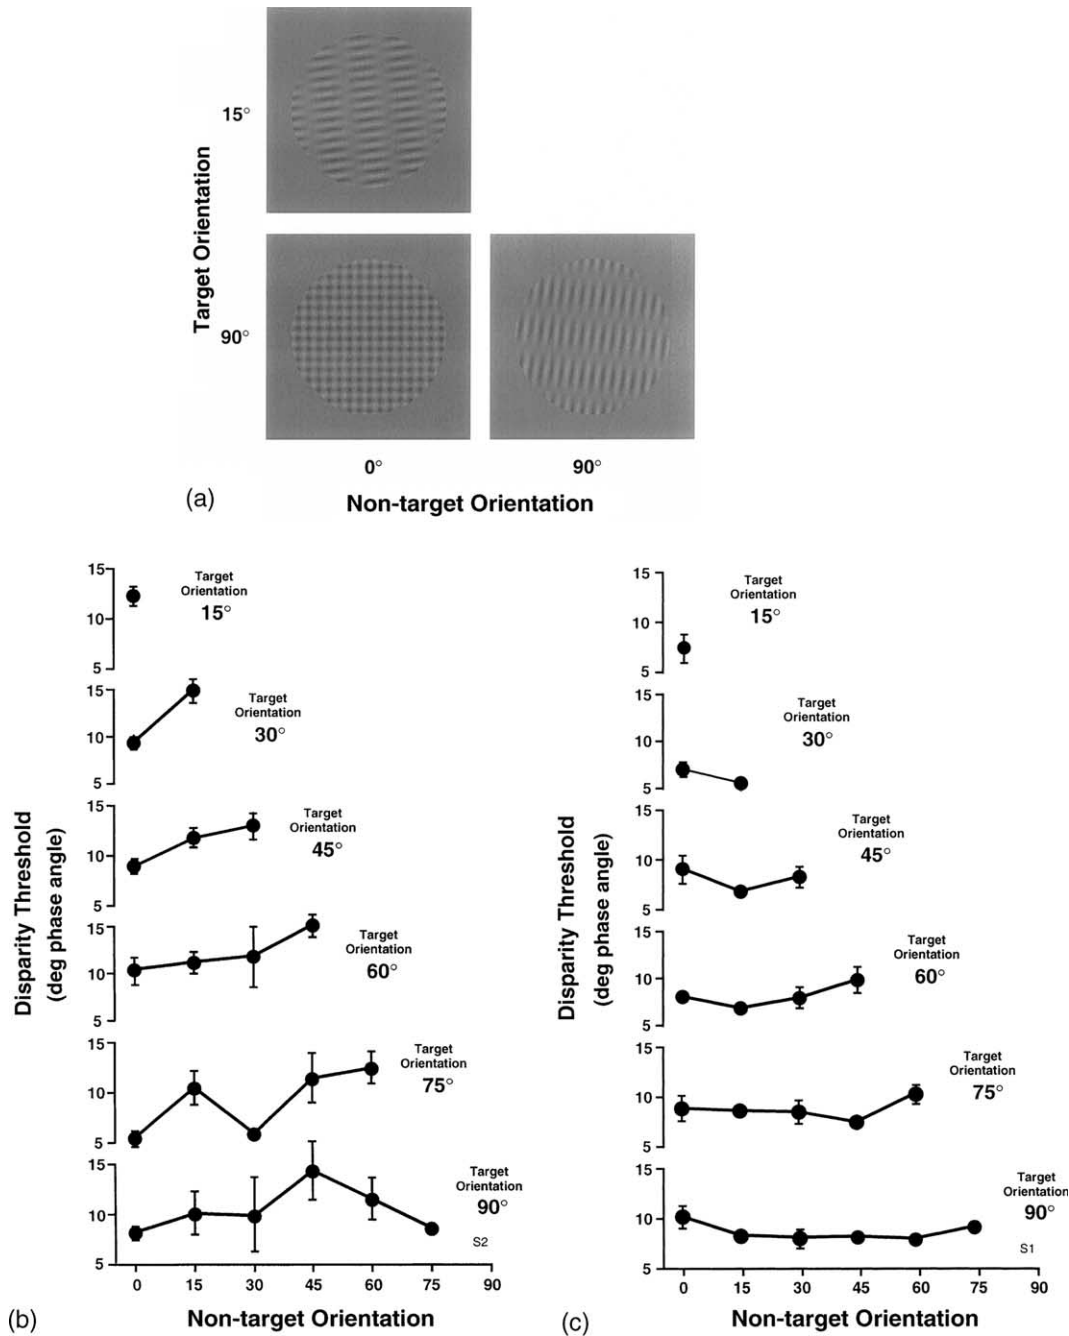 15°
Target Orientation
90°
0°
90°
(a)
Non-target Orientation
Disparity Threshold
(deg phase angle)
15
10
5
Target
Orientation
15°
15
10
5
Target
Orientation
30°
15
10
5
Target
Orientation
45°
15
10
5
Target
Orientation
60°
15
10
5
Target
Orientation
75°
15
10
5
Target
Orientation
90°
S2
0 15 30 45 60 75 90
(b)
Non-target Orientation
Disparity Threshold
(deg phase angle)
15
10
5
Target
Orientation
15°
15
10
5
Target
Orientation
30°
15
10
5
Target
Orientation
45°
15
10
5
Target
Orientation
60°
15
10
5
Target
Orientation
75°
15
10
5
Target
Orientation
90°
S1
0 15 30 45 60 75 90
(c)
Non-target Orientation